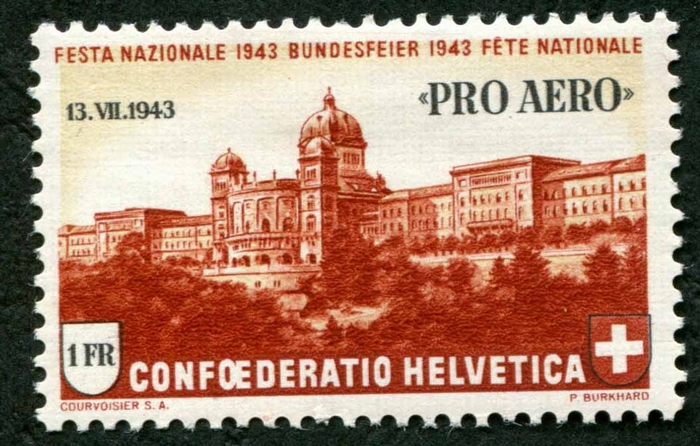 FESTA NAZIONALE 1943 BUNDESFEIER 1943 FÊTE NATIONALE
13.VII.1943
«PRO AERO»
1 FR
CONFŒDERATIO HELVETICA
COURVOISIER S. A.
P. BURKHARD